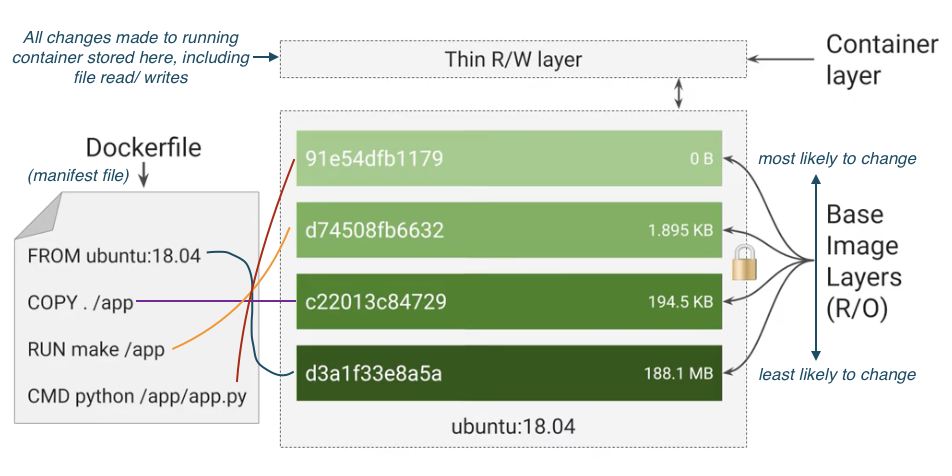 All changes made to running
container stored here, including
file read/ writes
Thin R/W layer
Container
layer
Dockerfile
(manifest file)
FROM ubuntu:18.04
COPY . /app
RUN make /app
CMD python /app/app.py
91e54dfb1179 0 B
d74508fb6632 1.895 KB
c22013c84729 194.5 KB
d3a1f33e8a5a 188.1 MB
ubuntu:18.04
most likely to change
Base
Image
Layers
(R/O)
least likely to change